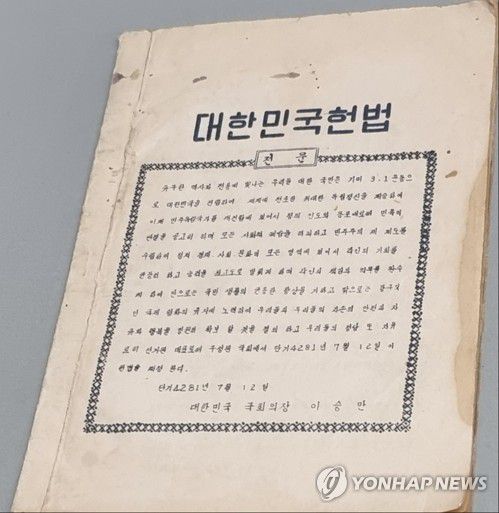 대한민국헌법
전 문
유구한 역사와 전통에 빛나는 우리들 대한 국민은 기미 3.1운동으
로 대한민국을 건립하여 세계에 선포한 위대한 독립정신을 계승하여
이제 민주독립국가를 재건함에 있어서 정의 인도와 동포애로써 민족의
단결을 공고히 하며 모든 사회적 폐습을 타파하고 민주주의 제 제도를
수립하여 정치 경제 사회 문화의 모든 영역에 있어서 각인의 기회를
균등히 하고 능력을 최고도로 발휘케 하며 각인의 책임과 의무를 완수
케 하여 안으로는 국민 생활의 균등한 향상을 기하고 밖으로는 항구적
인 국제 평화의 유지에 노력하여 우리들과 우리들의 자손의 안전과 자
유와 행복을 영원히 확보 할 것을 결의 하고 우리들의 정당 또 자유
로히 선거된 대표로써 구성된 국회에서 단기4281년 7월 12일 이
헌법을 제정 한다.
단기4281년 7월 12일
대한민국 국회의장 이 승 만
YONHAPNEWS